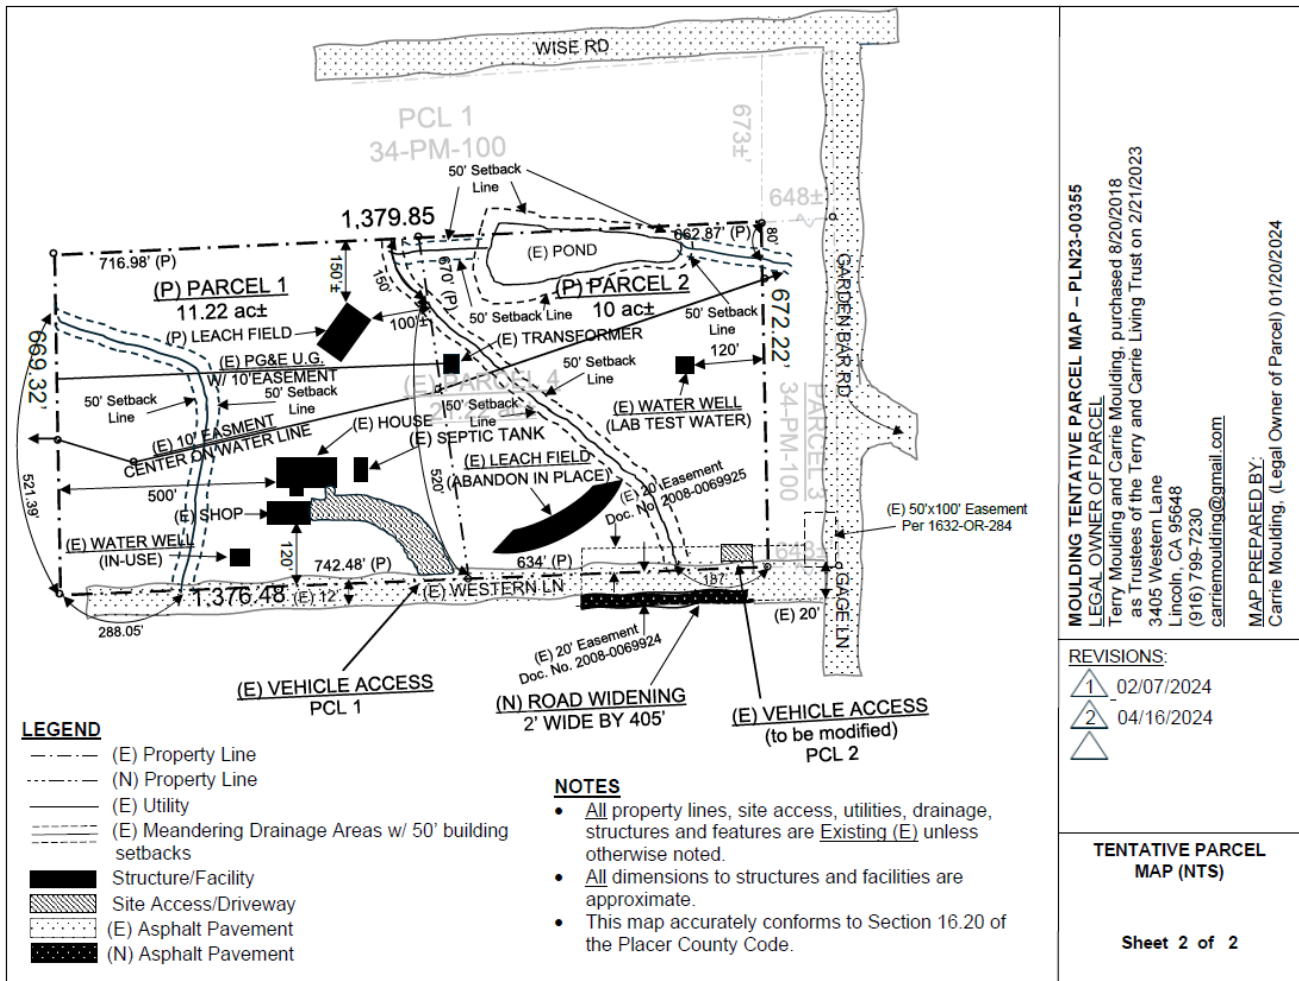 WISE RD
PCL 1
34-PM-100
673±'
50' Setback
Line
648±
1,379.85
662.87' (P)
80'
716.98' (P)
150'±
150'
670' (P)
(E) POND
(P) PARCEL 1
11.22 ac±
(P) PARCEL 2
10 ac±
50' Setback Line
50' Setback
Line
(P) LEACH FIELD
100'±
(E) TRANSFORMER
120'
669.32'
672.22'
GARDEN BAR RD
(E) PG&E U.G.
W/ 10'EASEMENT
50' Setback
Line
(E) PARCEL 4
21.22 ac±
50' Setback
Line
50' Setback
Line
50' Setback
Line
(E) WATER WELL
(LAB TEST WATER)
PARCEL 3
34-PM-100
(E) 10' EASMENT
CENTER ON WATER LINE
(E) HOUSE
(E) SEPTIC TANK
(E) LEACH FIELD
(ABANDON IN PLACE)
521.39'
500'
520'
(E) 20' Easement
Doc. No. 2008-0069925
(E) 50'x100' Easement
Per 1632-OR-284
(E) SHOP
(E) WATER WELL
(IN-USE)
120'
742.48' (P)
634' (P)
648±
187'
1,376.48
(E) 12'
(E) WESTERN LN
(E) 20'
GAGE LN
288.05'
(E) 20' Easement
Doc. No. 2008-0069924
(E) VEHICLE ACCESS
PCL 1
(N) ROAD WIDENING
2' WIDE BY 405'
(E) VEHICLE ACCESS
(to be modified)
PCL 2
LEGEND
(E) Property Line
(N) Property Line
(E) Utility
(E) Meandering Drainage Areas w/ 50' building
setbacks
Structure/Facility
Site Access/Driveway
(E) Asphalt Pavement
(N) Asphalt Pavement
NOTES
• All property lines, site access, utilities, drainage,
structures and features are Existing (E) unless
otherwise noted.
• All dimensions to structures and facilities are
approximate.
• This map accurately conforms to Section 16.20 of
the Placer County Code.
MOULDING TENTATIVE PARCEL MAP – PLN23-00355
LEGAL OWNER OF PARCEL
Terry Moulding and Carrie Moulding, purchased 8/20/2018
as Trustees of the Terry and Carrie Living Trust on 2/21/2023
3405 Western Lane
Lincoln, CA 95648
(916) 799-7230
carriemoulding@gmail.com
MAP PREPARED BY:
Carrie Moulding, (Legal Owner of Parcel) 01/20/2024
REVISIONS:
1 02/07/2024
2 04/16/2024
TENTATIVE PARCEL
MAP (NTS)
Sheet 2 of 2